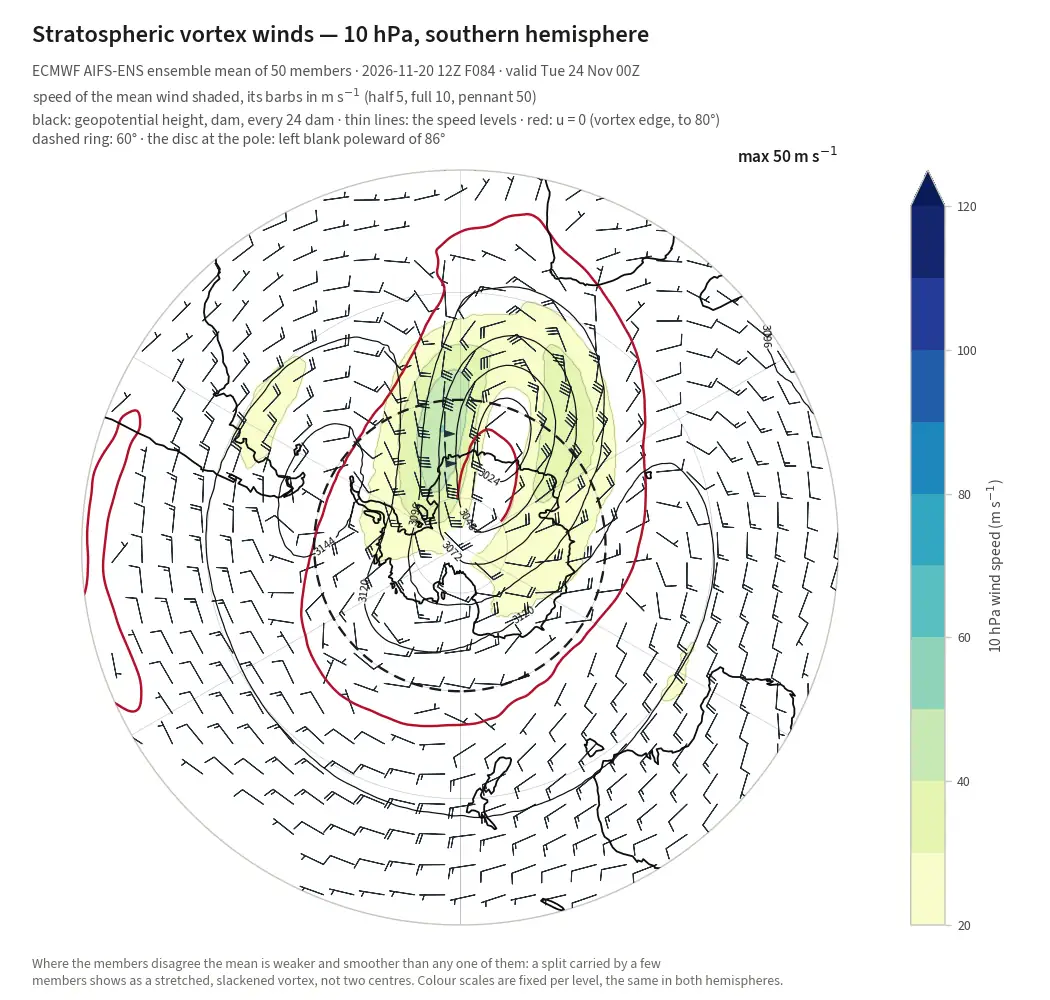 Stratospheric vortex winds — 10 hPa, southern hemisphere
ECMWF AIFS-ENS ensemble mean of 50 members · 2026-11-20 12Z F084 · valid Tue 24 Nov 00Z
speed of the mean wind shaded, its barbs in m s⁻¹ (half 5, full 10, pennant 50)
black: geopotential height, dam, every 24 dam · thin lines: the speed levels · red: u = 0 (vortex edge, to 80°)
dashed ring: 60° · the disc at the pole: left blank poleward of 86°
max 50 m s⁻¹
120
100
80
60
40
20
10 hPa wind speed (m s⁻¹)
3096
3024
3096
3048
3144
3072
3120
3120
Where the members disagree the mean is weaker and smoother than any one of them: a split carried by a few
members shows as a stretched, slackened vortex, not two centres. Colour scales are fixed per level, the same in both hemispheres.